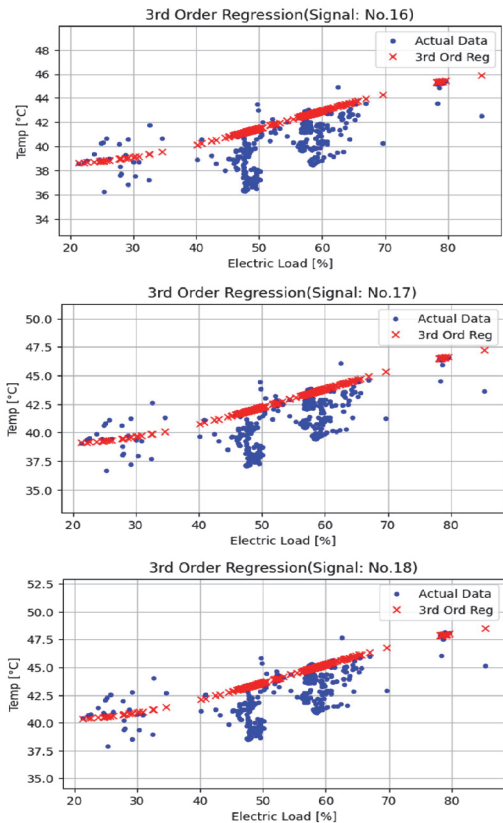 3rd Order Regression(Signal: No.16)
Actual Data
3rd Ord Reg
Temp [°C]
48
46
44
42
40
38
36
34
20
30
40
50
60
70
80
Electric Load [%]
3rd Order Regression(Signal: No.17)
Actual Data
3rd Ord Reg
Temp [°C]
50.0
47.5
45.0
42.5
40.0
37.5
35.0
20
30
40
50
60
70
80
Electric Load [%]
3rd Order Regression(Signal: No.18)
Actual Data
3rd Ord Reg
Temp [°C]
52.5
50.0
47.5
45.0
42.5
40.0
37.5
35.0
20
30
40
50
60
70
80
Electric Load [%]